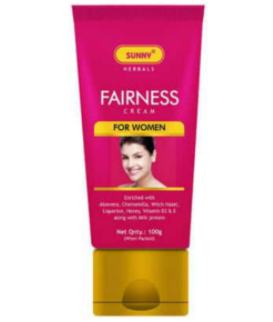 SUNNY
HERBALS
FAIRNESS
CREAM
FOR WOMEN
Enriched with
Aloevera, Chamomilla, Witch Hazel,
Liquorice, Honey, Vitamin B3 & E
along with Milk protein
Net Qnty.: 100g
(When Packed)